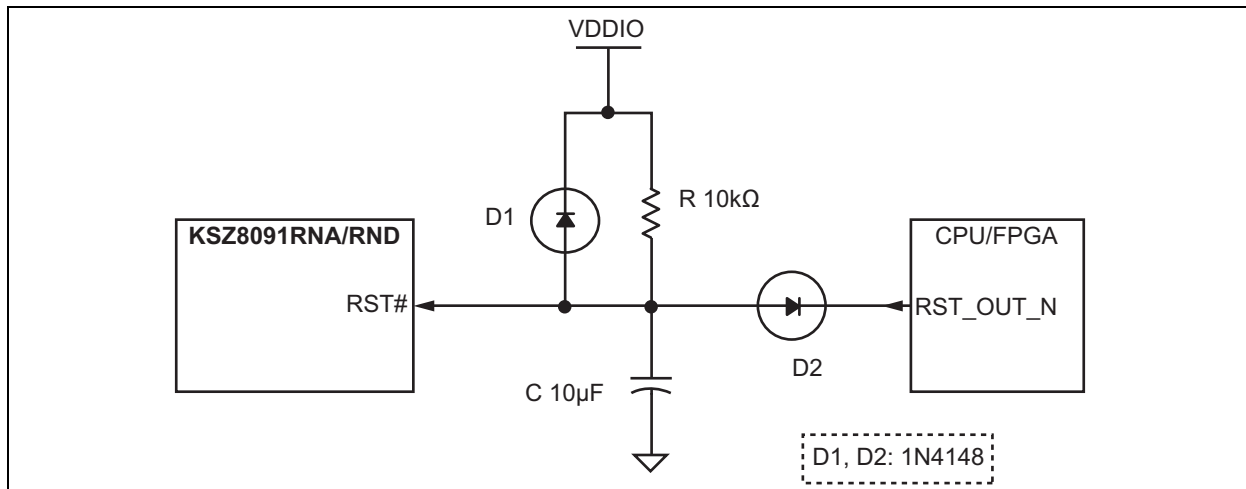 VDDIO
D1
R 10kΩ
KSZ8091RNA/RND
CPU/FPGA
RST#
RST_OUT_N
D2
C 10µF
D1, D2: 1N4148